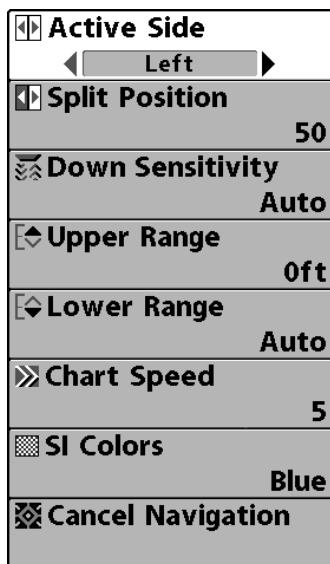 Active Side
Left
Split Position
50
Down Sensitivity
Auto
Upper Range
0ft
Lower Range
Auto
Chart Speed
5
SI Colors
Blue
Cancel Navigation